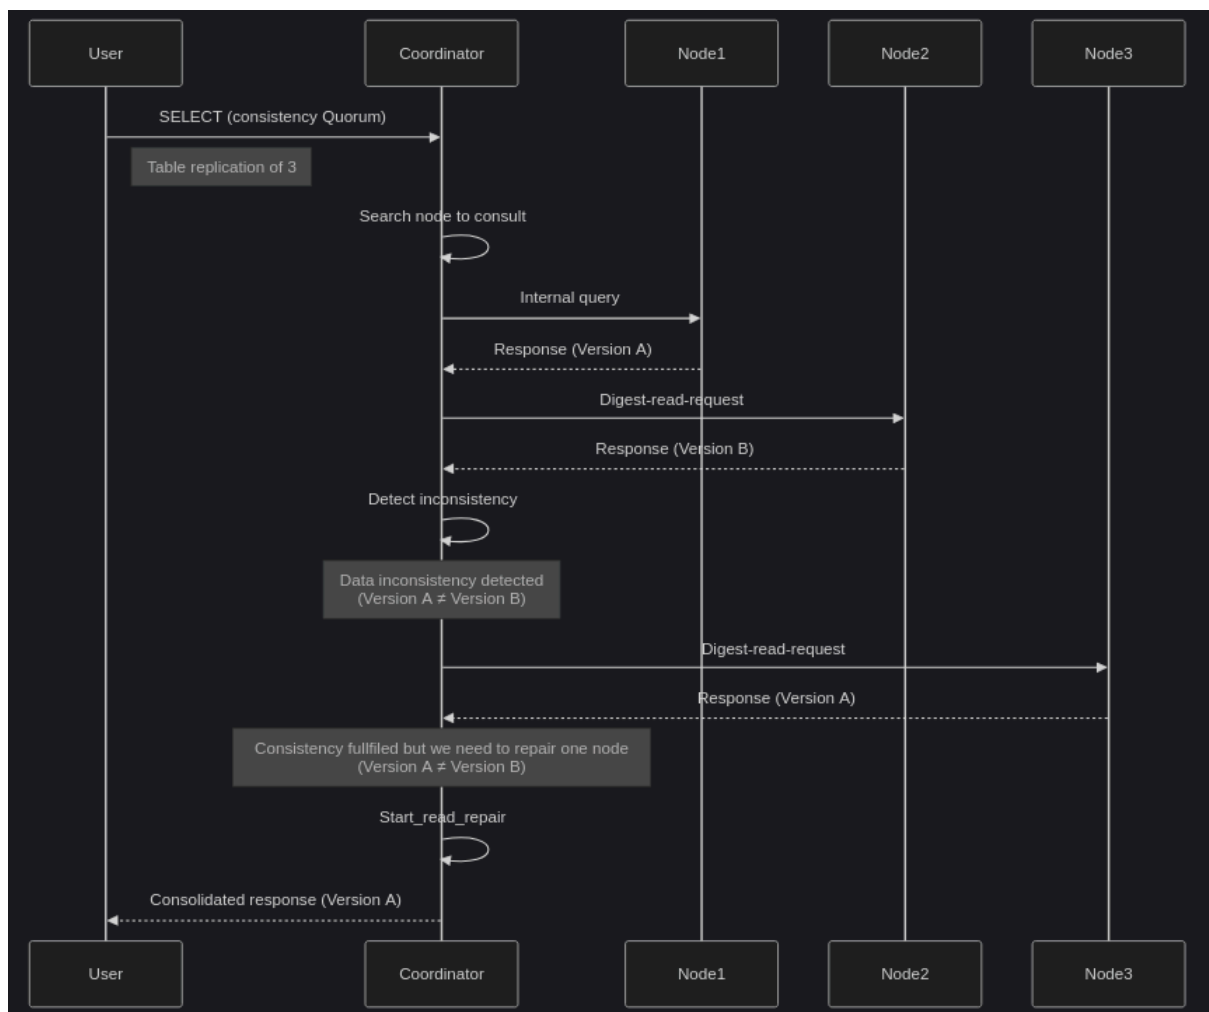 User
Coordinator
Node1
Node2
Node3
SELECT (consistency Quorum)
Table replication of 3
Search node to consult
Internal query
Response (Version A)
Digest-read-request
Response (Version B)
Detect inconsistency
Data inconsistency detected
(Version A ≠ Version B)
Digest-read-request
Response (Version A)
Consistency fullfiled but we need to repair one node
(Version A ≠ Version B)
Start_read_repair
Consolidated response (Version A)
User
Coordinator
Node1
Node2
Node3